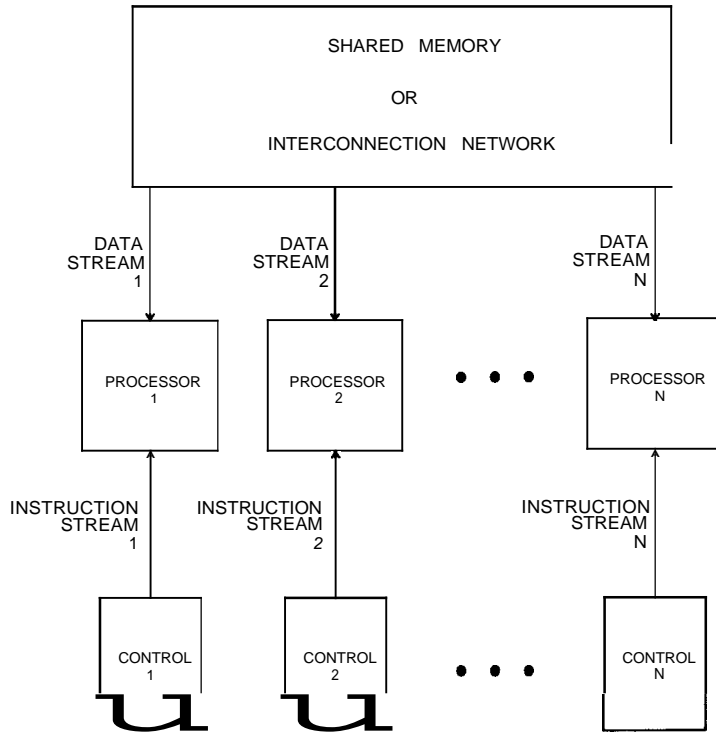 SHARED MEMORY
OR
INTERCONNECTION NETWORK
DATA
STREAM
1
DATA
STREAM
2
DATA
STREAM
N
PROCESSOR
1
PROCESSOR
2
PROCESSOR
N
INSTRUCTION
STREAM
1
INSTRUCTION
STREAM
2
INSTRUCTION
STREAM
N
CONTROL
1
CONTROL
2
CONTROL
N
u
u